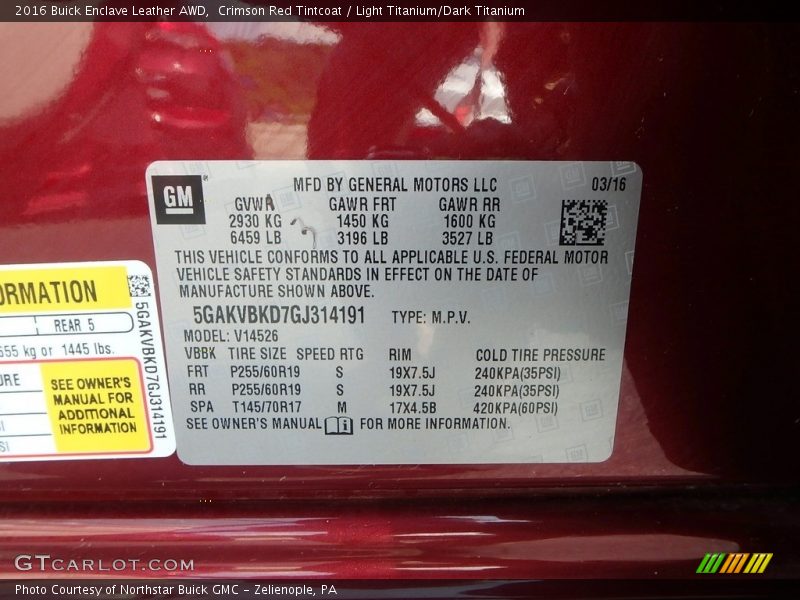 2016 Buick Enclave Leather AWD, Crimson Red Tintcoat / Light Titanium/Dark Titanium
GM
MFD BY GENERAL MOTORS LLC 03/16
GVWR GAWR FRT GAWR RR
2930 KG 1450 KG 1600 KG
6459 LB 3196 LB 3527 LB
THIS VEHICLE CONFORMS TO ALL APPLICABLE U.S. FEDERAL MOTOR
VEHICLE SAFETY STANDARDS IN EFFECT ON THE DATE OF
MANUFACTURE SHOWN ABOVE.
5GAKVBKD7GJ314191 TYPE: M.P.V.
MODEL: V14526
VBBK TIRE SIZE SPEED RTG RIM COLD TIRE PRESSURE
FRT P255/60R19 S 19X7.5J 240KPA(35PSI)
RR P255/60R19 S 19X7.5J 240KPA(35PSI)
SPA T145/70R17 M 17X4.5B 420KPA(60PSI)
SEE OWNER'S MANUAL FOR MORE INFORMATION.
ORMATION
REAR 5
655 kg or 1445 lbs.
URE
SEE OWNER'S
MANUAL FOR
ADDITIONAL
INFORMATION
5GAKVBKD7GJ314191
GTCARLOT.COM
Photo Courtesy of Northstar Buick GMC – Zelienople, PA